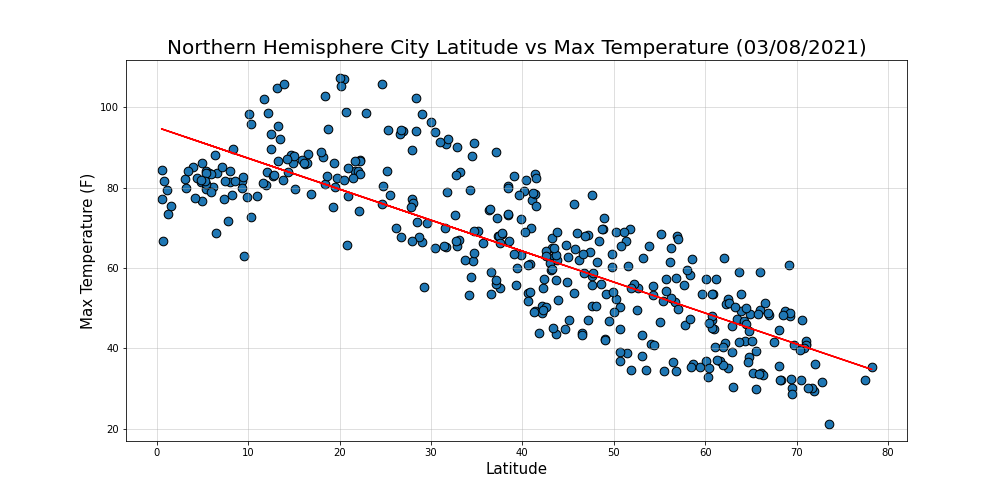 Northern Hemisphere City Latitude vs Max Temperature (03/08/2021)
Max Temperature (F)
100
80
60
40
20
0 10 20 30 40 50 60 70 80
Latitude